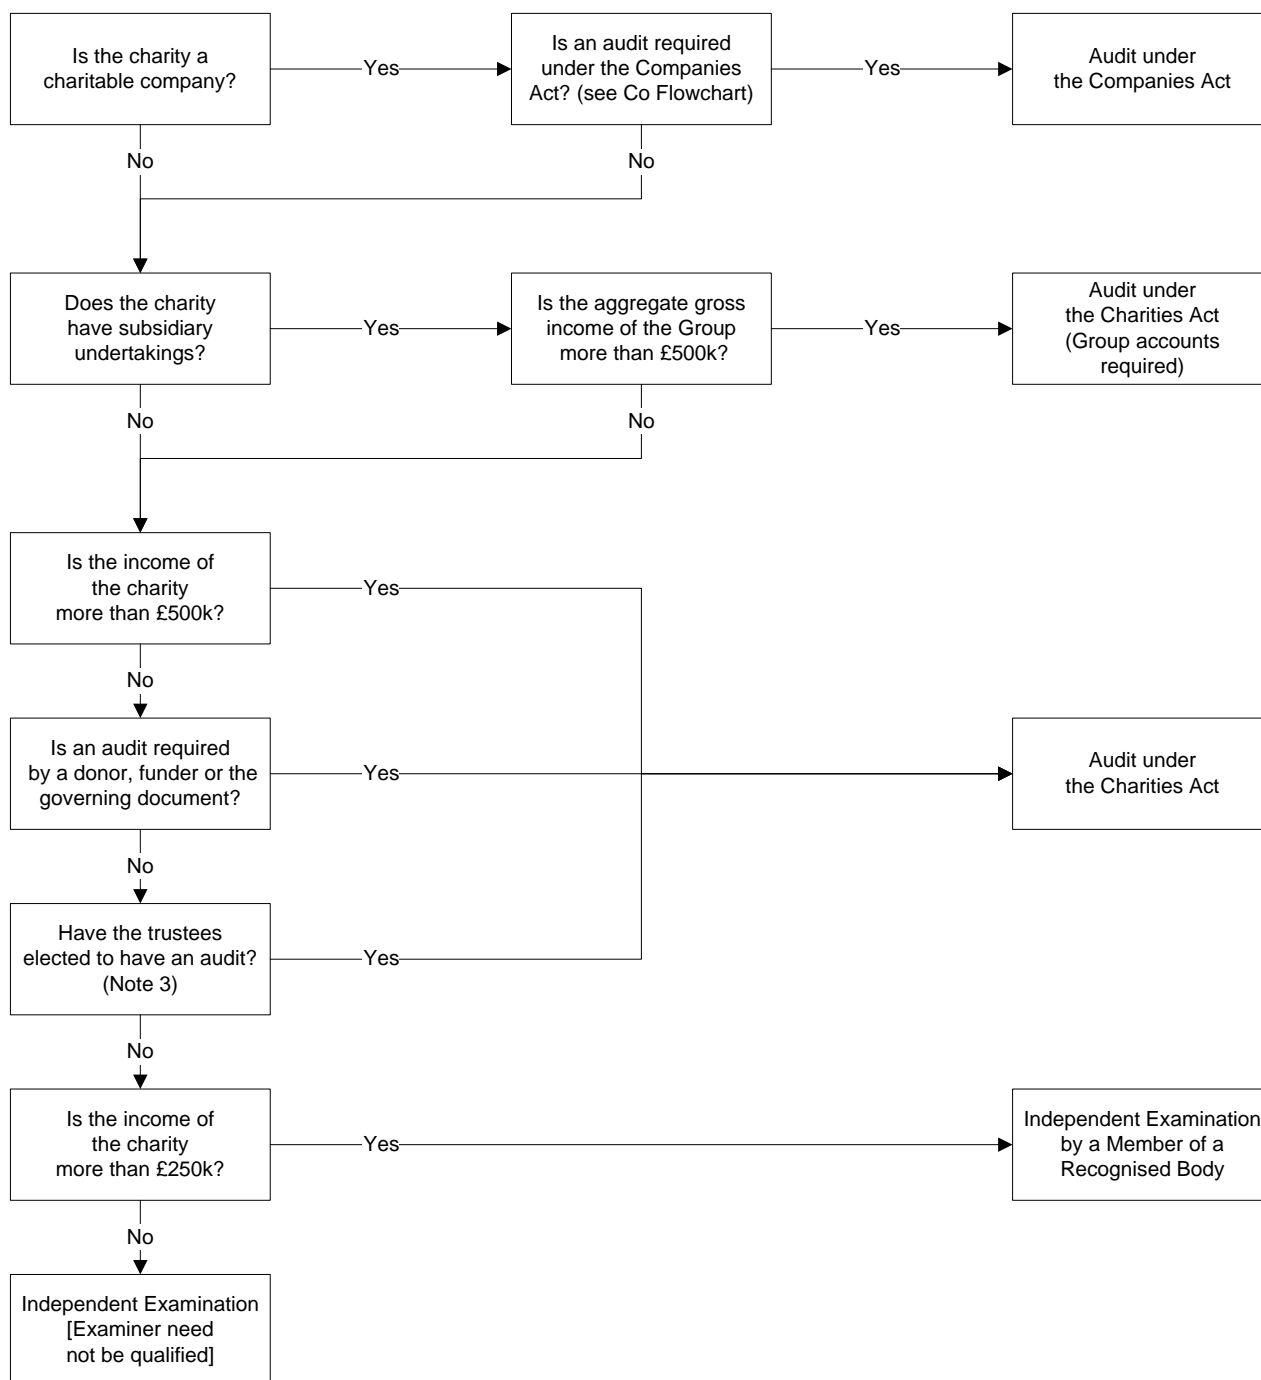 Is the charity a
charitable company?
Yes
Is an audit required
under the Companies
Act? (see Co Flowchart)
Yes
Audit under
the Companies Act
No
No
Does the charity
have subsidiary
undertakings?
Yes
Is the aggregate gross
income of the Group
more than £500k?
Yes
Audit under
the Charities Act
(Group accounts
required)
No
No
Is the income of
the charity
more than £500k?
Yes
No
Is an audit required
by a donor, funder or the
governing document?
Yes
Audit under
the Charities Act
No
Have the trustees
elected to have an audit?
(Note 3)
Yes
No
Is the income of
the charity
more than £250k?
Yes
Independent Examination
by a Member of a
Recognised Body
No
Independent Examination
[Examiner need
not be qualified]